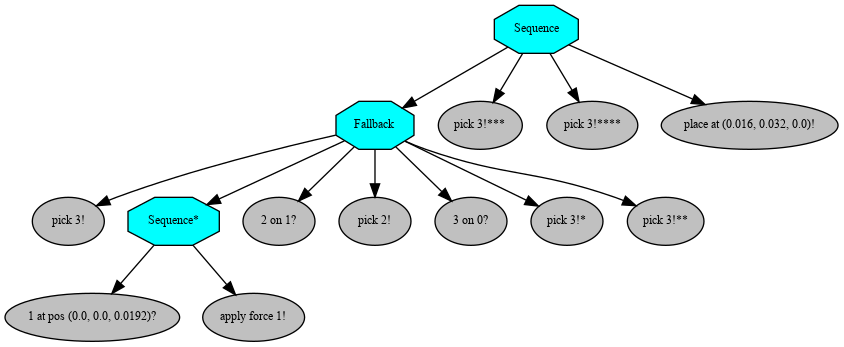 Sequence
Fallback
pick 3!***
pick 3!****
place at (0.016, 0.032, 0.0)!
pick 3!
Sequence*
2 on 1?
pick 2!
3 on 0?
pick 3!*
pick 3!**
1 at pos (0.0, 0.0, 0.0192)?
apply force 1!